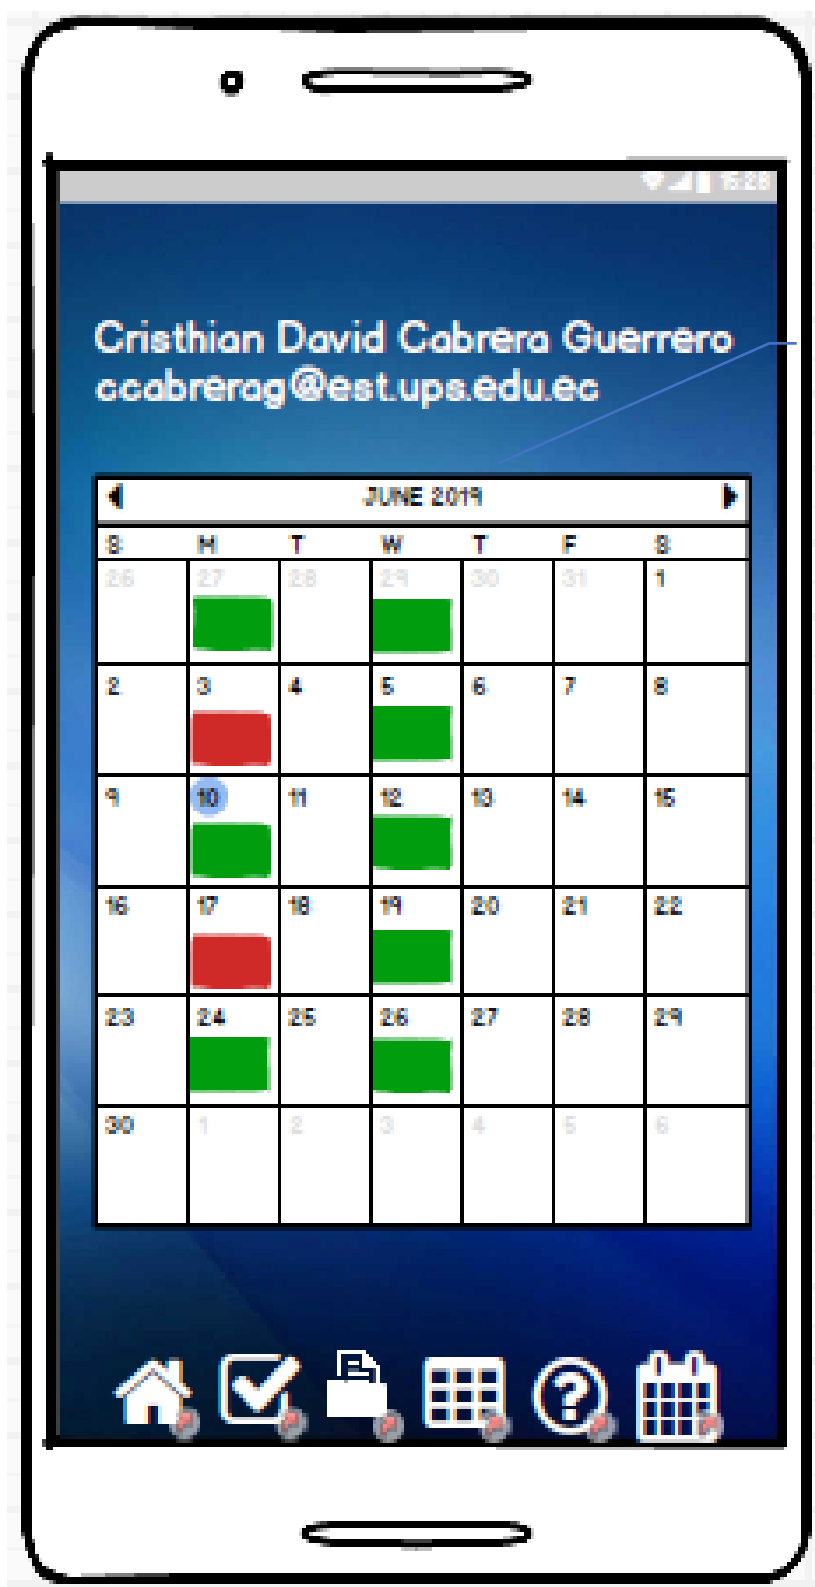 15:28
Cristhian David Cabrera Guerrero
ccabrerag@est.ups.edu.ec
JUNE 2019
S M T W T F S
26 27 28 29 30 31 1
2 3 4 5 6 7 8
9 10 11 12 13 14 15
16 17 18 19 20 21 22
23 24 25 26 27 28 29
30 1 2 3 4 5 6
?